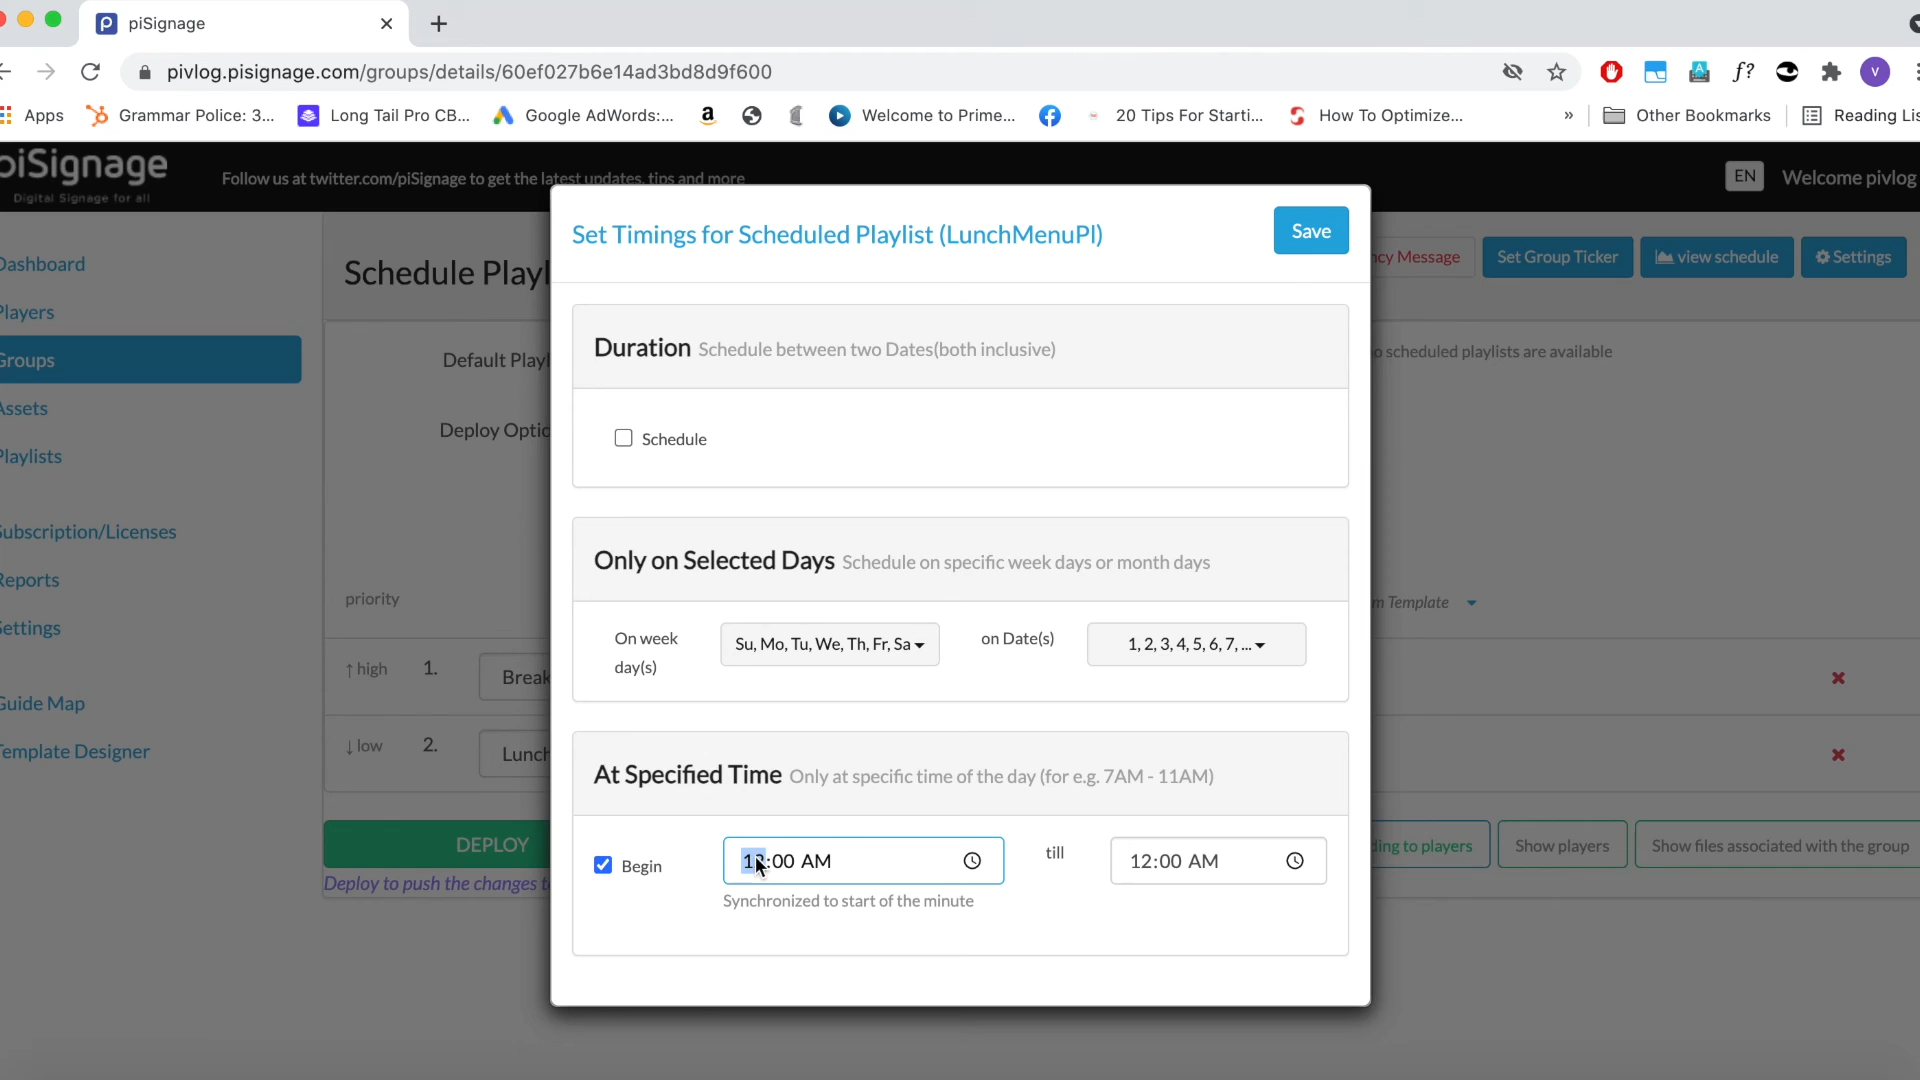 piSignage
pivlog.pisignage.com/groups/details/60ef027b6e14ad3bd8d9f600
f?
V
Apps
Grammar Police: 3...
Long Tail Pro CB...
Google AdWords:...
Welcome to Prime...
20 Tips For Starti...
How To Optimize...
»
Other Bookmarks
Reading Lis
piSignage
Digital Signage for all
Follow us at twitter.com/piSignage to get the latest updates, tips and more
EN
Welcome pivlog
Dashboard
Players
Groups
Assets
Playlists
Subscription/Licenses
Reports
Settings
Guide Map
Template Designer
Schedule Playl
ncy Message
Set Group Ticker
view schedule
Settings
Default Playl
o scheduled playlists are available
Deploy Optio
priority
m Template
↑ high
1.
Break
↓ low
2.
Lunch
DEPLOY
ding to players
Show players
Show files associated with the group
Deploy to push the changes t
Set Timings for Scheduled Playlist (LunchMenuPl)
Save
Duration Schedule between two Dates(both inclusive)
Schedule
Only on Selected Days Schedule on specific week days or month days
On week
day(s)
Su, Mo, Tu, We, Th, Fr, Sa
on Date(s)
1, 2, 3, 4, 5, 6, 7, ...
At Specified Time Only at specific time of the day (for e.g. 7AM - 11AM)
Begin
12:00 AM
till
12:00 AM
Synchronized to start of the minute